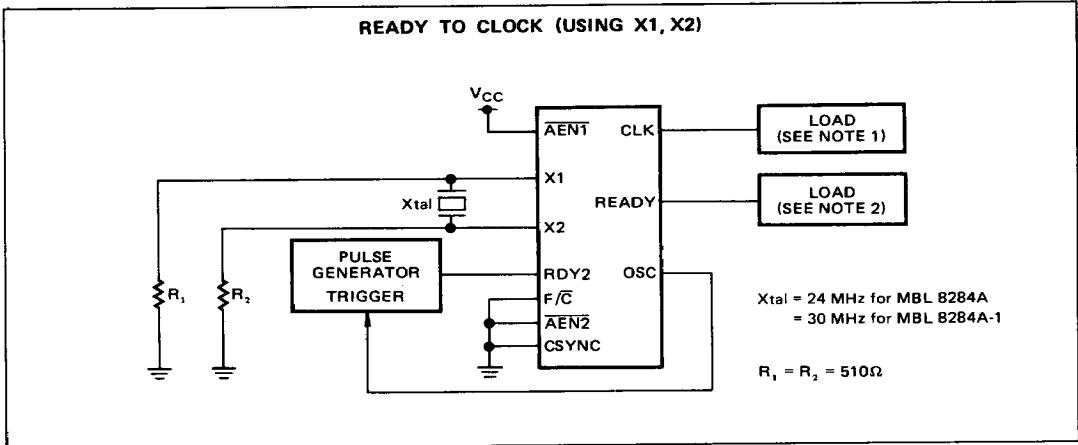 READY TO CLOCK (USING X1, X2)
VCC
AEN1
CLK
LOAD
(SEE NOTE 1)
X1
Xtal
READY
LOAD
(SEE NOTE 2)
X2
PULSE
GENERATOR
TRIGGER
RDY2
OSC
R1
R2
F/C
AEN2
CSYNC
Xtal = 24 MHz for MBL 8284A
= 30 MHz for MBL 8284A-1
R1 = R2 = 510Ω